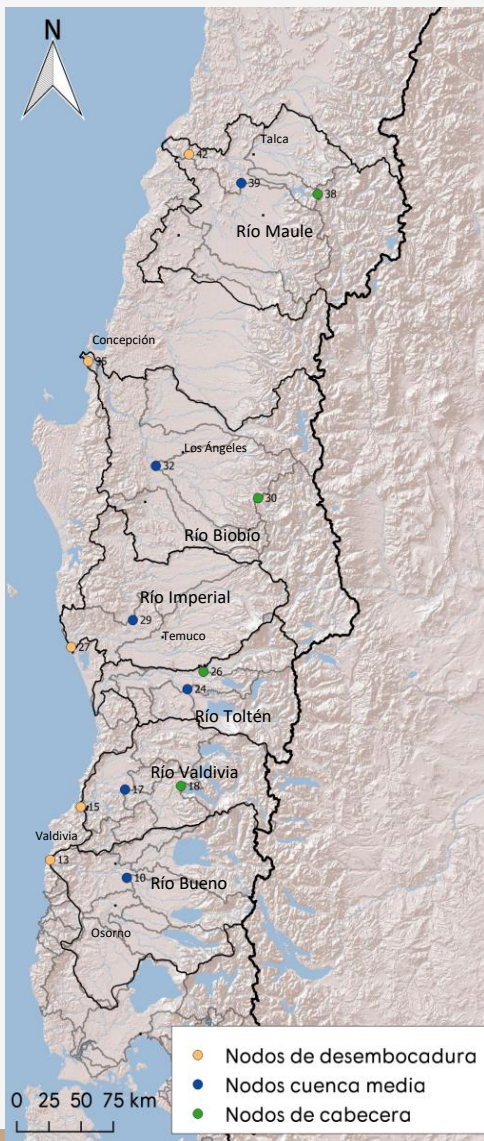 N
Talca
42
39
38
Río Maule
Concepción
35
Los Ángeles
32
30
Río Biobío
Río Imperial
29
Temuco
27
26
24
Río Toltén
Río Valdivia
17
18
15
Valdivia
13
10
Río Bueno
Osorno
Nodos de desembocadura
Nodos cuenca media
Nodos de cabecera
0 25 50 75 km